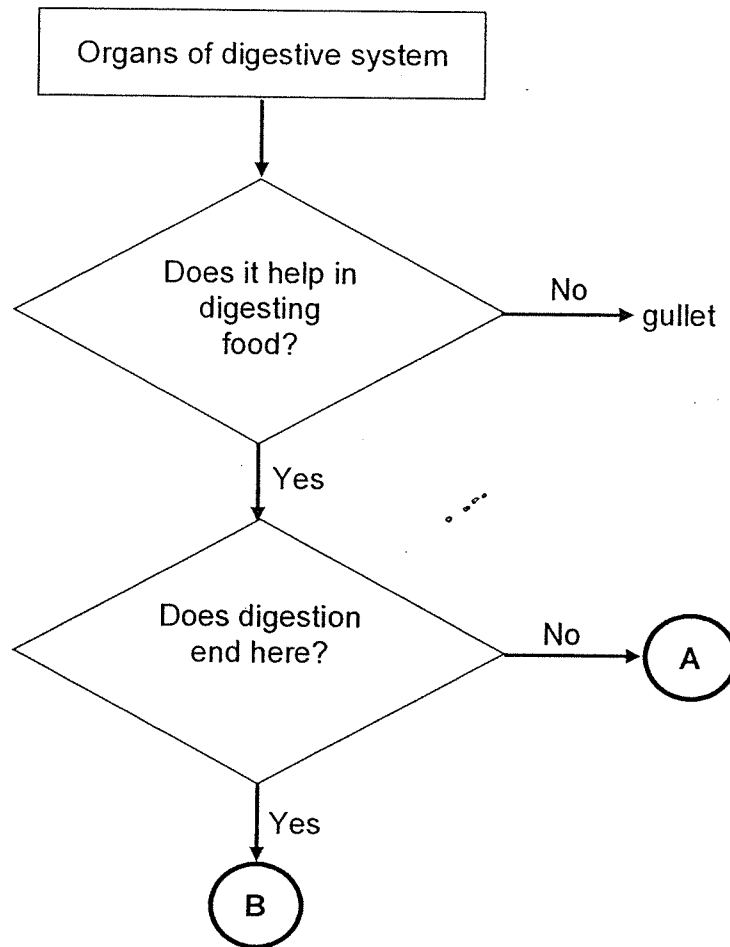 Organs of digestive system
Does it help in
digesting
food?
No
gullet
Yes
Does digestion
end here?
No
A
Yes
B